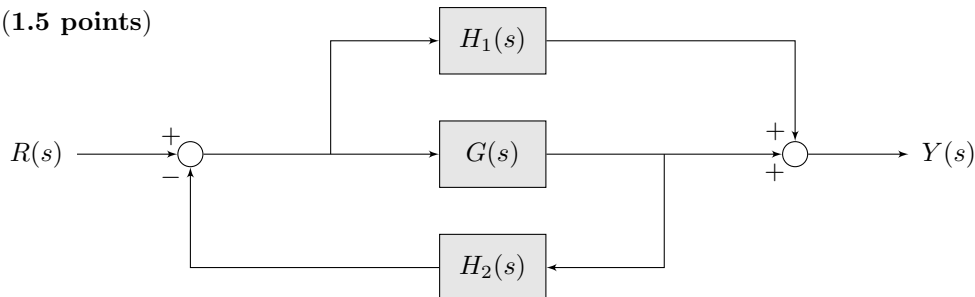 (1.5 points)
H₁(s)
+ +
R(s) G(s) Y(s)
− +
H₂(s)